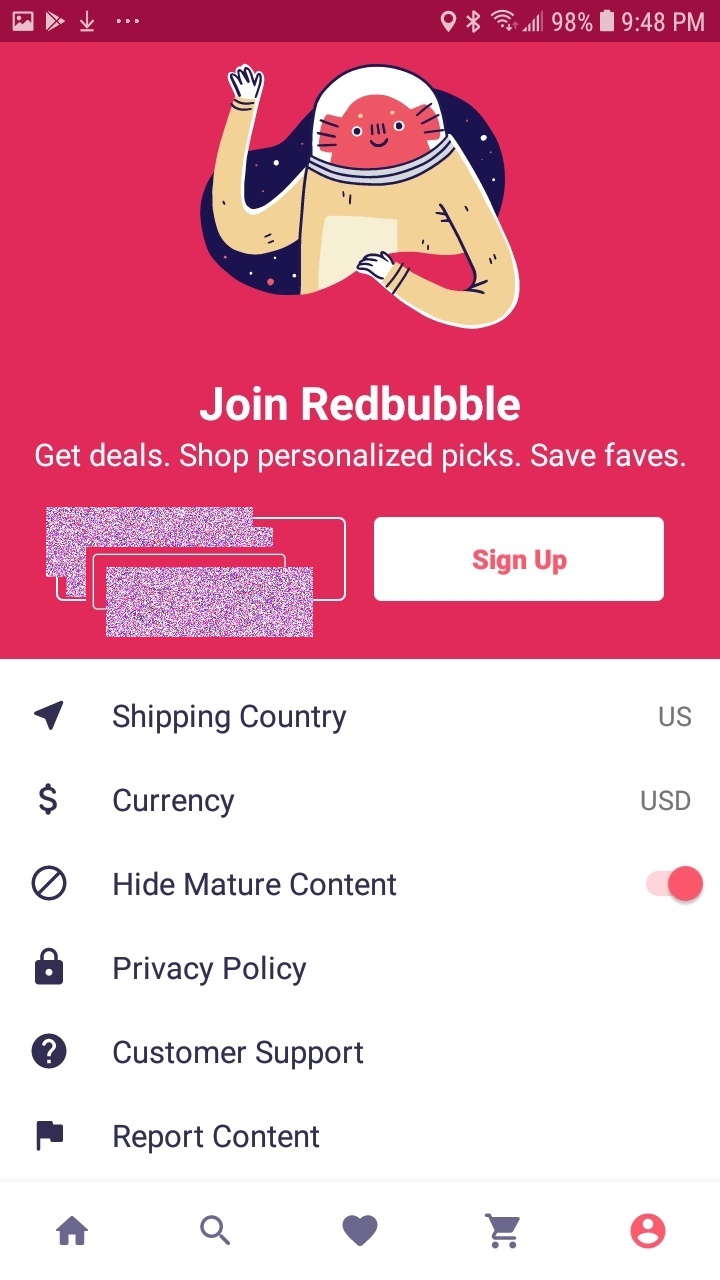 98% 9:48 PM
Join Redbubble
Get deals. Shop personalized picks. Save faves.
Sign Up
Shipping Country US
Currency USD
Hide Mature Content
Privacy Policy
Customer Support
Report Content